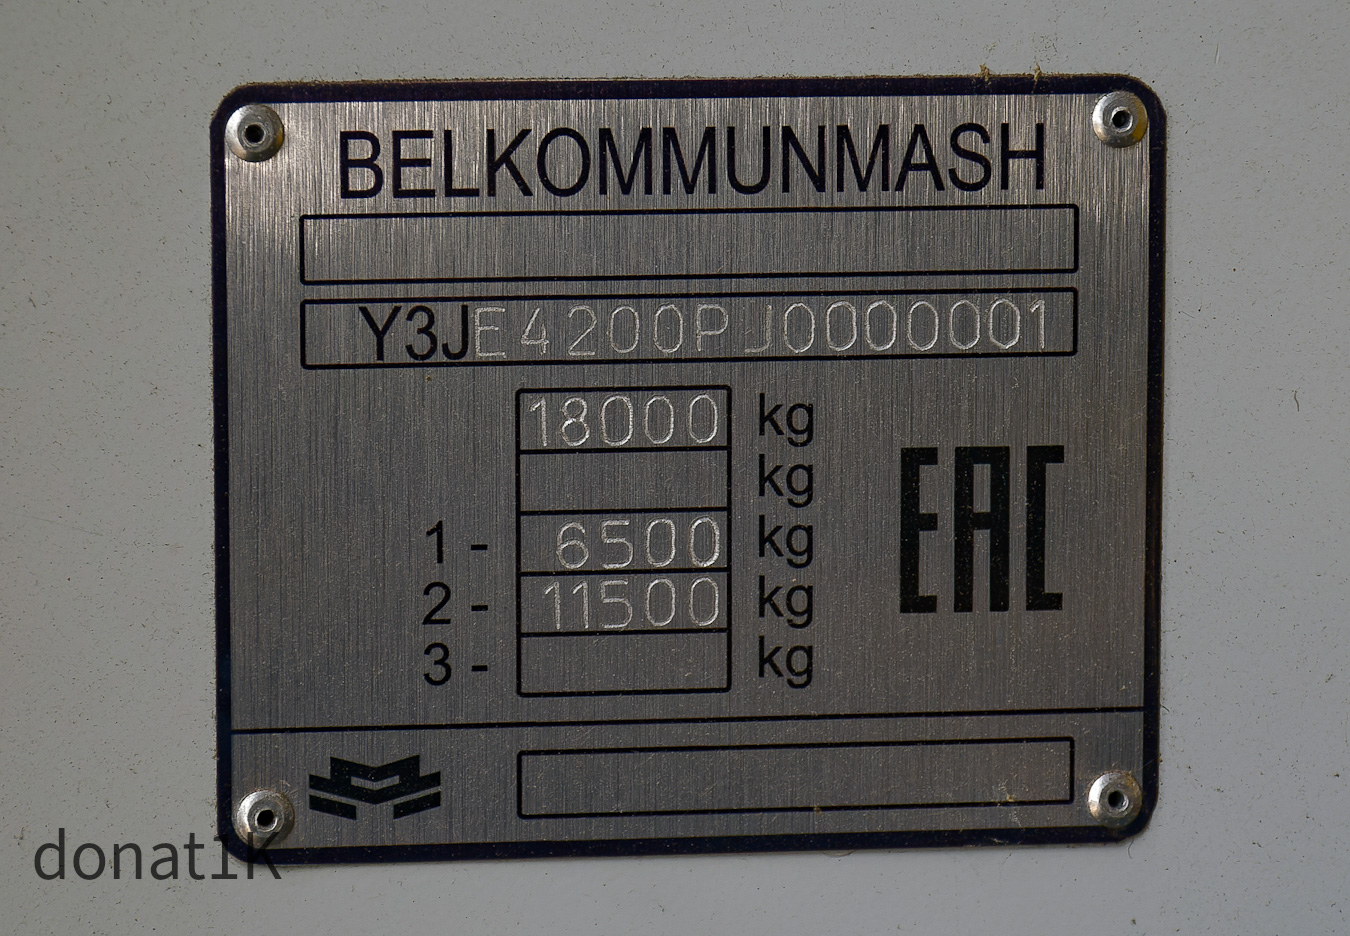 BELKOMMUNMASH
Y3JE4200PJ0000001
18000 kg
kg
1 - 6500 kg
2 - 11500 kg
3 - kg
EAC
donat1K